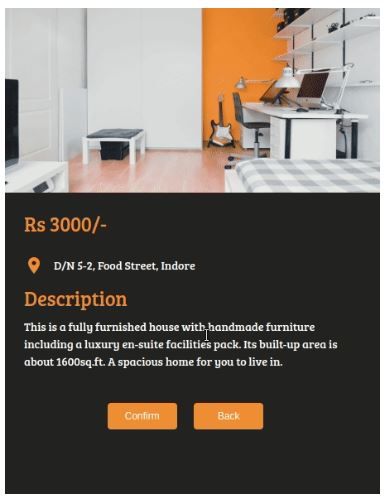 Rs 3000/-
D/N 5-2, Food Street, Indore
Description
This is a fully furnished house with handmade furniture
including a luxury en-suite facilities pack. Its built-up area is
about 1600sq.ft. A spacious home for you to live in.
Confirm Back